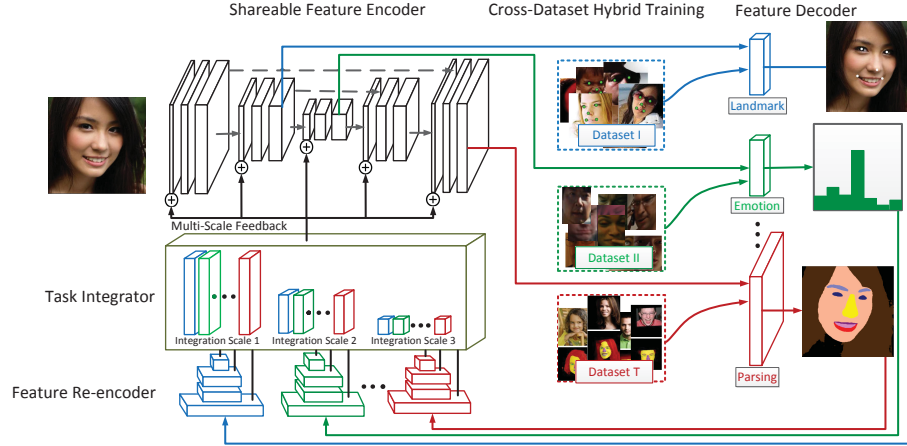 Shareable Feature Encoder
Cross-Dataset Hybrid Training
Feature Decoder
Landmark
Dataset I
Emotion
Multi-Scale Feedback
Dataset II
Task Integrator
Integration Scale 1
Integration Scale 2
Integration Scale 3
Dataset T
Parsing
Feature Re-encoder